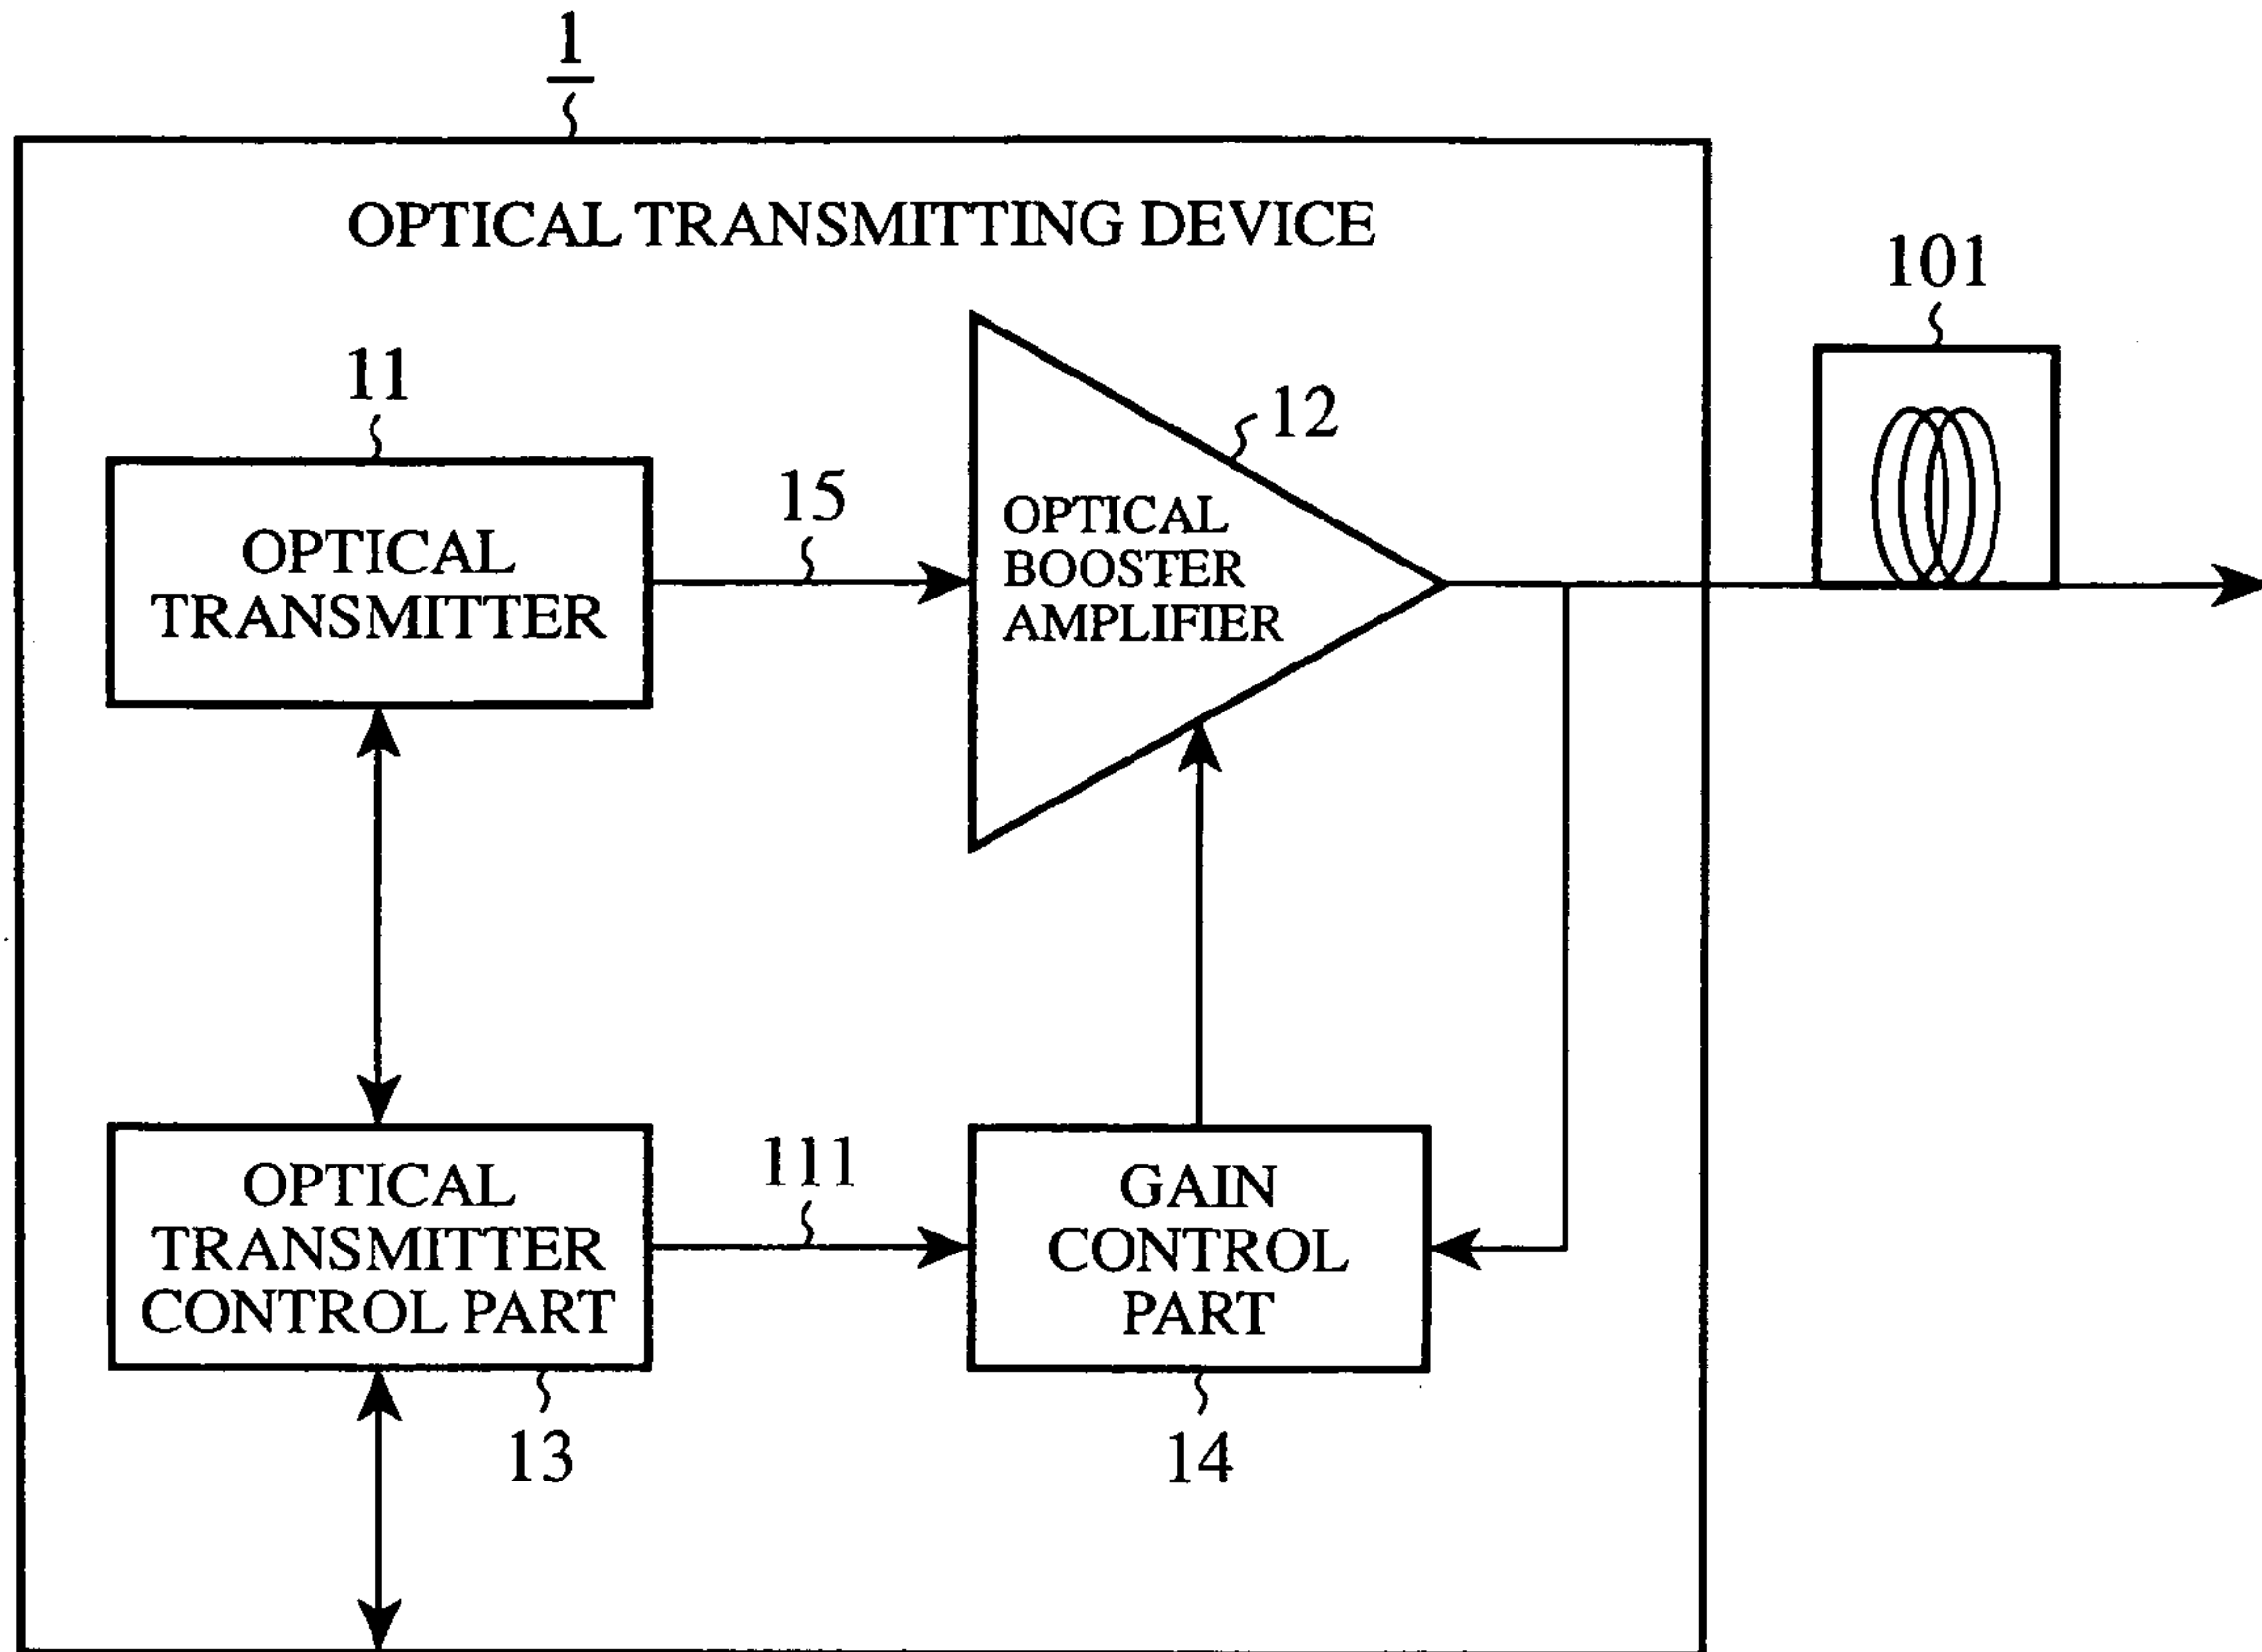 1
OPTICAL TRANSMITTING DEVICE
101
11
12
15
OPTICAL
TRANSMITTER
OPTICAL
BOOSTER
AMPLIFIER
OPTICAL
TRANSMITTER
CONTROL PART
111
GAIN
CONTROL
PART
13
14